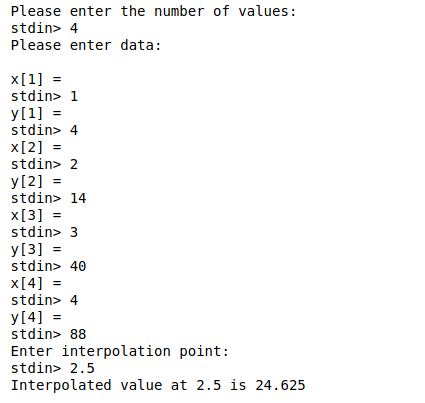 Please enter the number of values:
stdin> 4
Please enter data:
x[1] =
stdin> 1
y[1] =
stdin> 4
x[2] =
stdin> 2
y[2] =
stdin> 14
x[3] =
stdin> 3
y[3] =
stdin> 40
x[4] =
stdin> 4
y[4] =
stdin> 88
Enter interpolation point:
stdin> 2.5
Interpolated value at 2.5 is 24.625